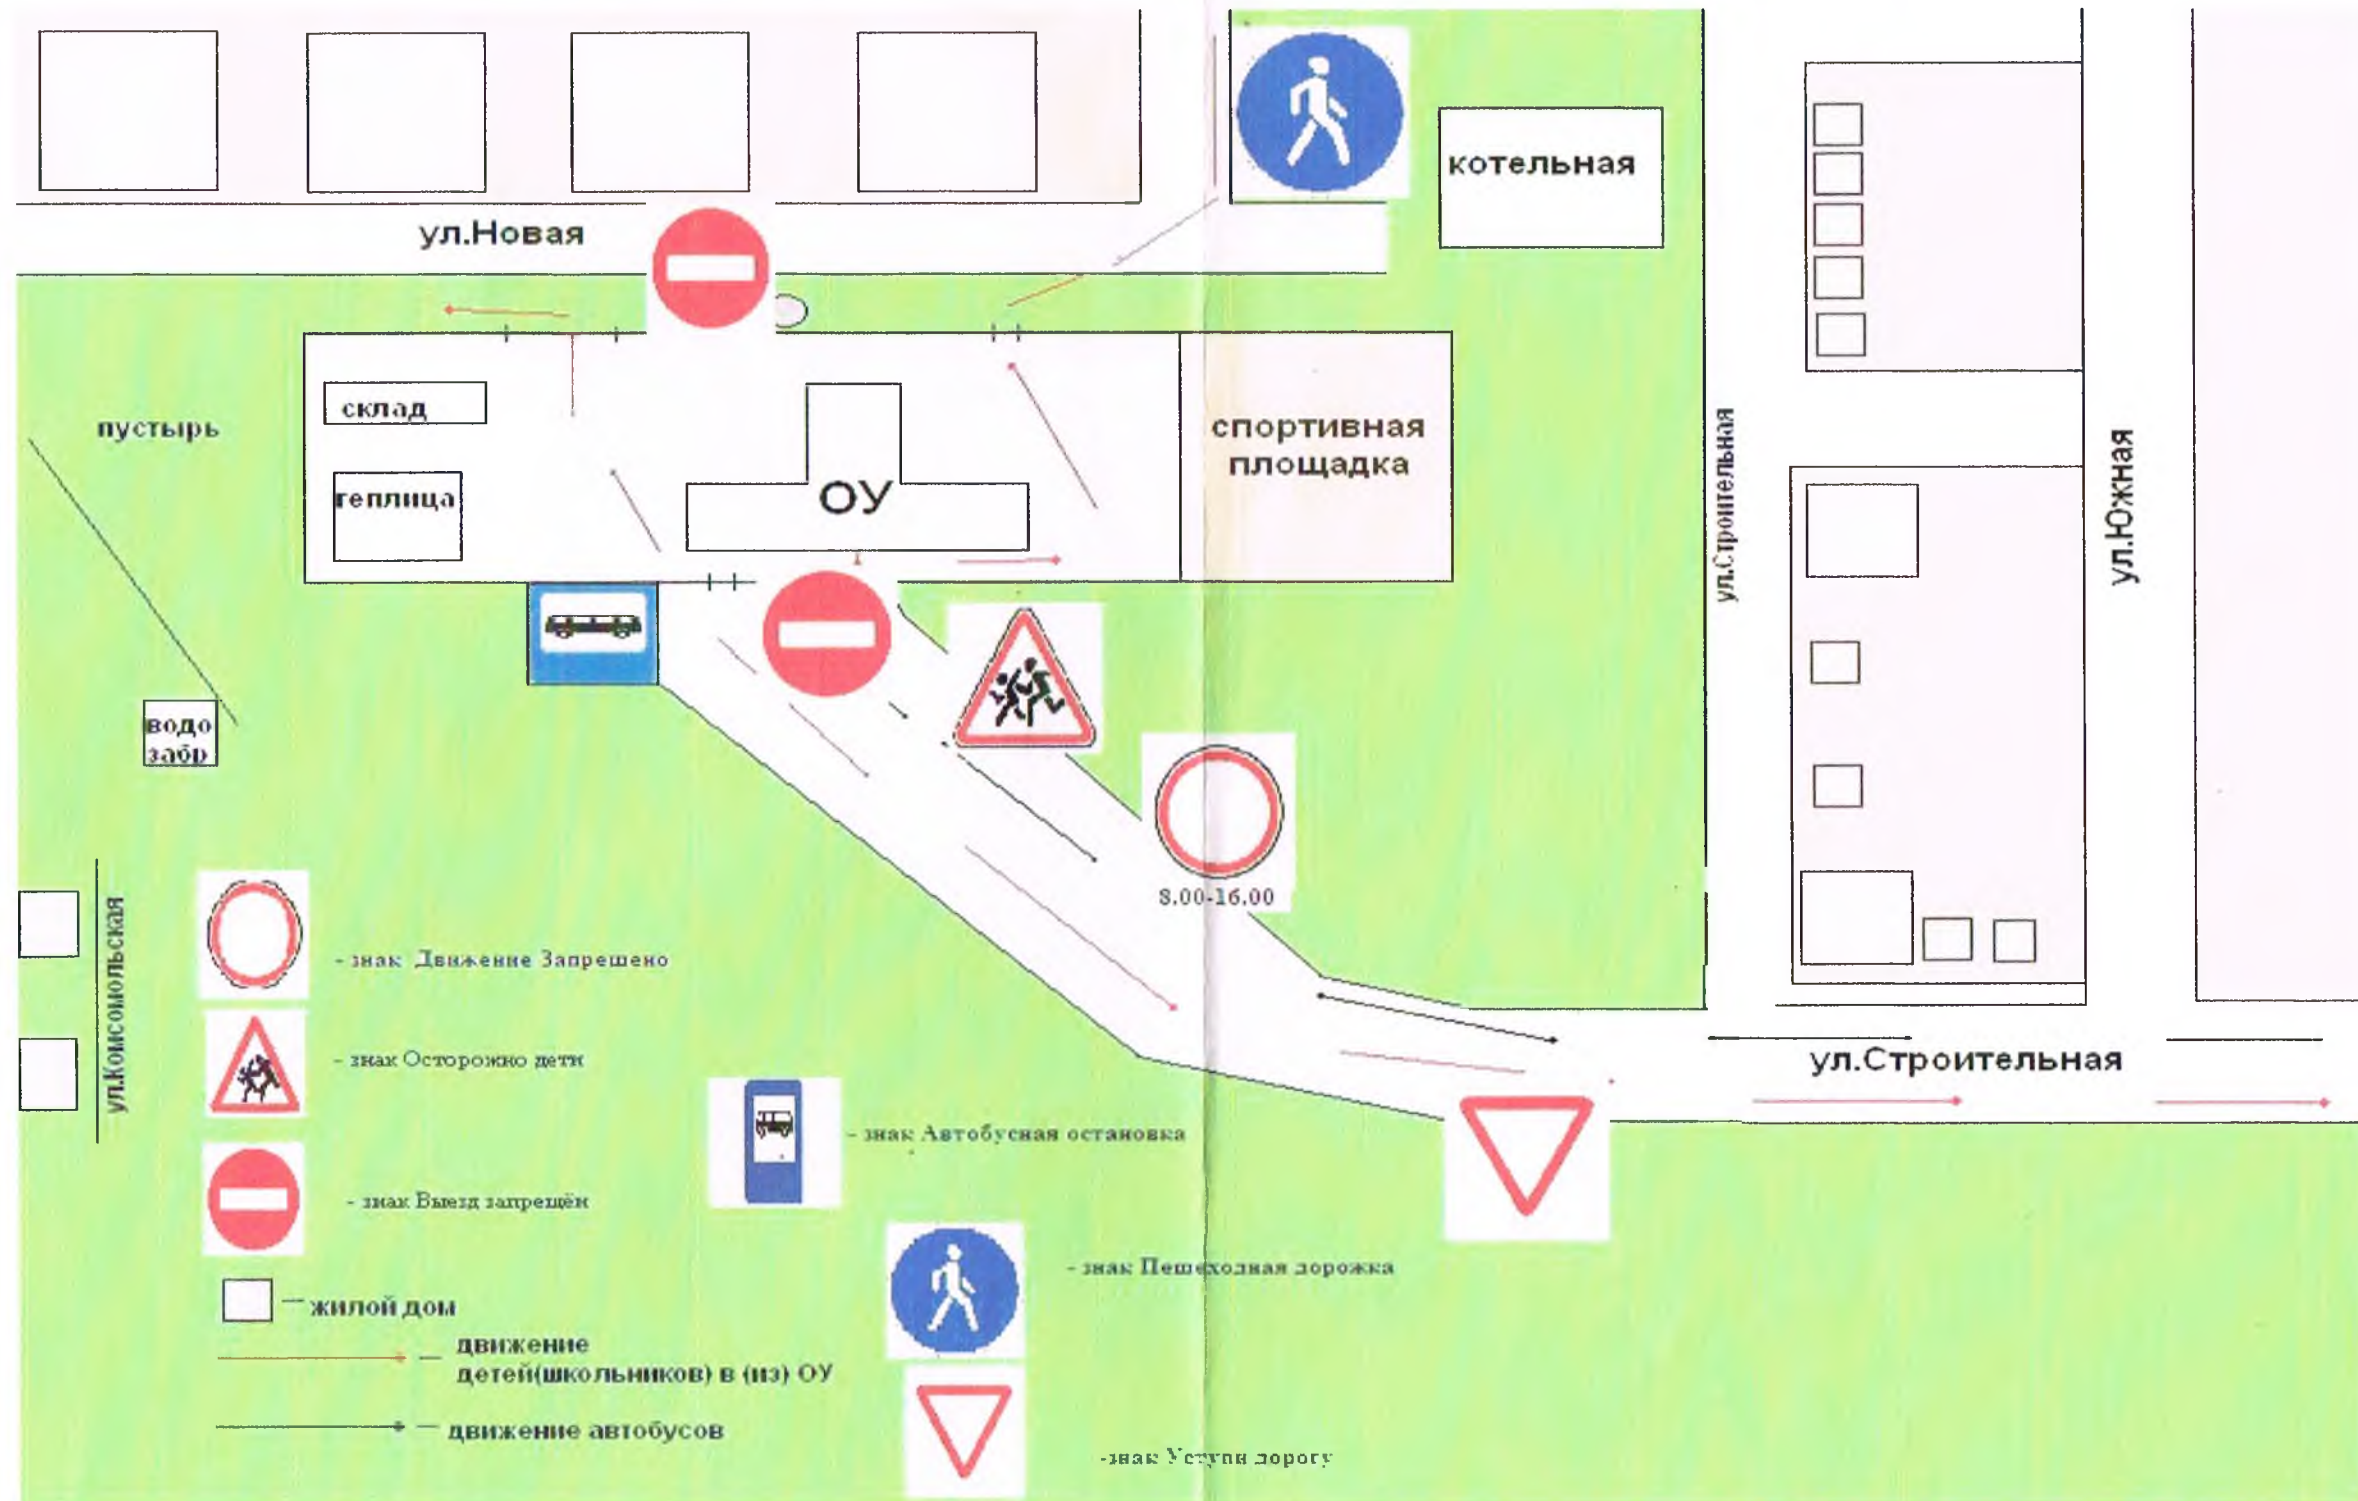 котельная
ул.Новая
склад
пустырь
спортивная
площадка
теплица
ОУ
ул.Строительная
ул.Южная
водо
забр
8.00-16.00
ул.Комсомольская
- знак Движение Запрешено
- знак Осторожно дети
ул.Строительная
- знак Автобусная остановка
- знак Выезд запрещён
- знак Пешеходная дорожка
— жилой дом
— движение
детей(школьников) в (из) ОУ
— движение автобусов
-знак Уступи дорогу